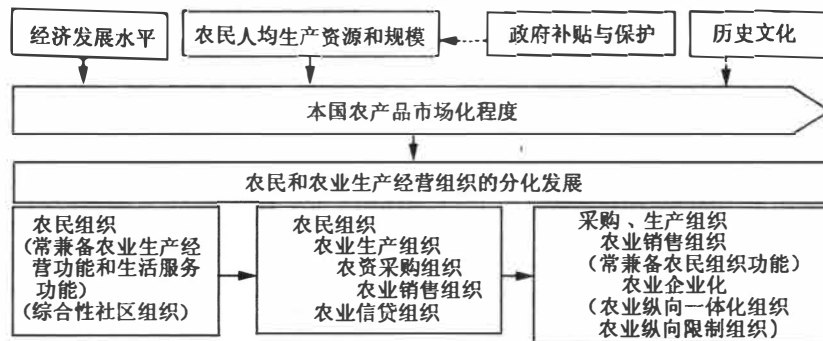 经济发展水平
农民人均生产资源和规模
政府补贴与保护
历史文化
本国农产品市场化程度
农民和农业生产经营组织的分化发展
农民组织
(常兼备农业生产经
营功能和生活服务
功能)
(综合性社区组织)
农民组织
农业生产组织
农资采购组织
农业销售组织
农业信贷组织
采购、生产组织
农业销售组织
(常兼备农民组织功能)
农业企业化
(农业纵向一体化组织
农业纵向限制组织)